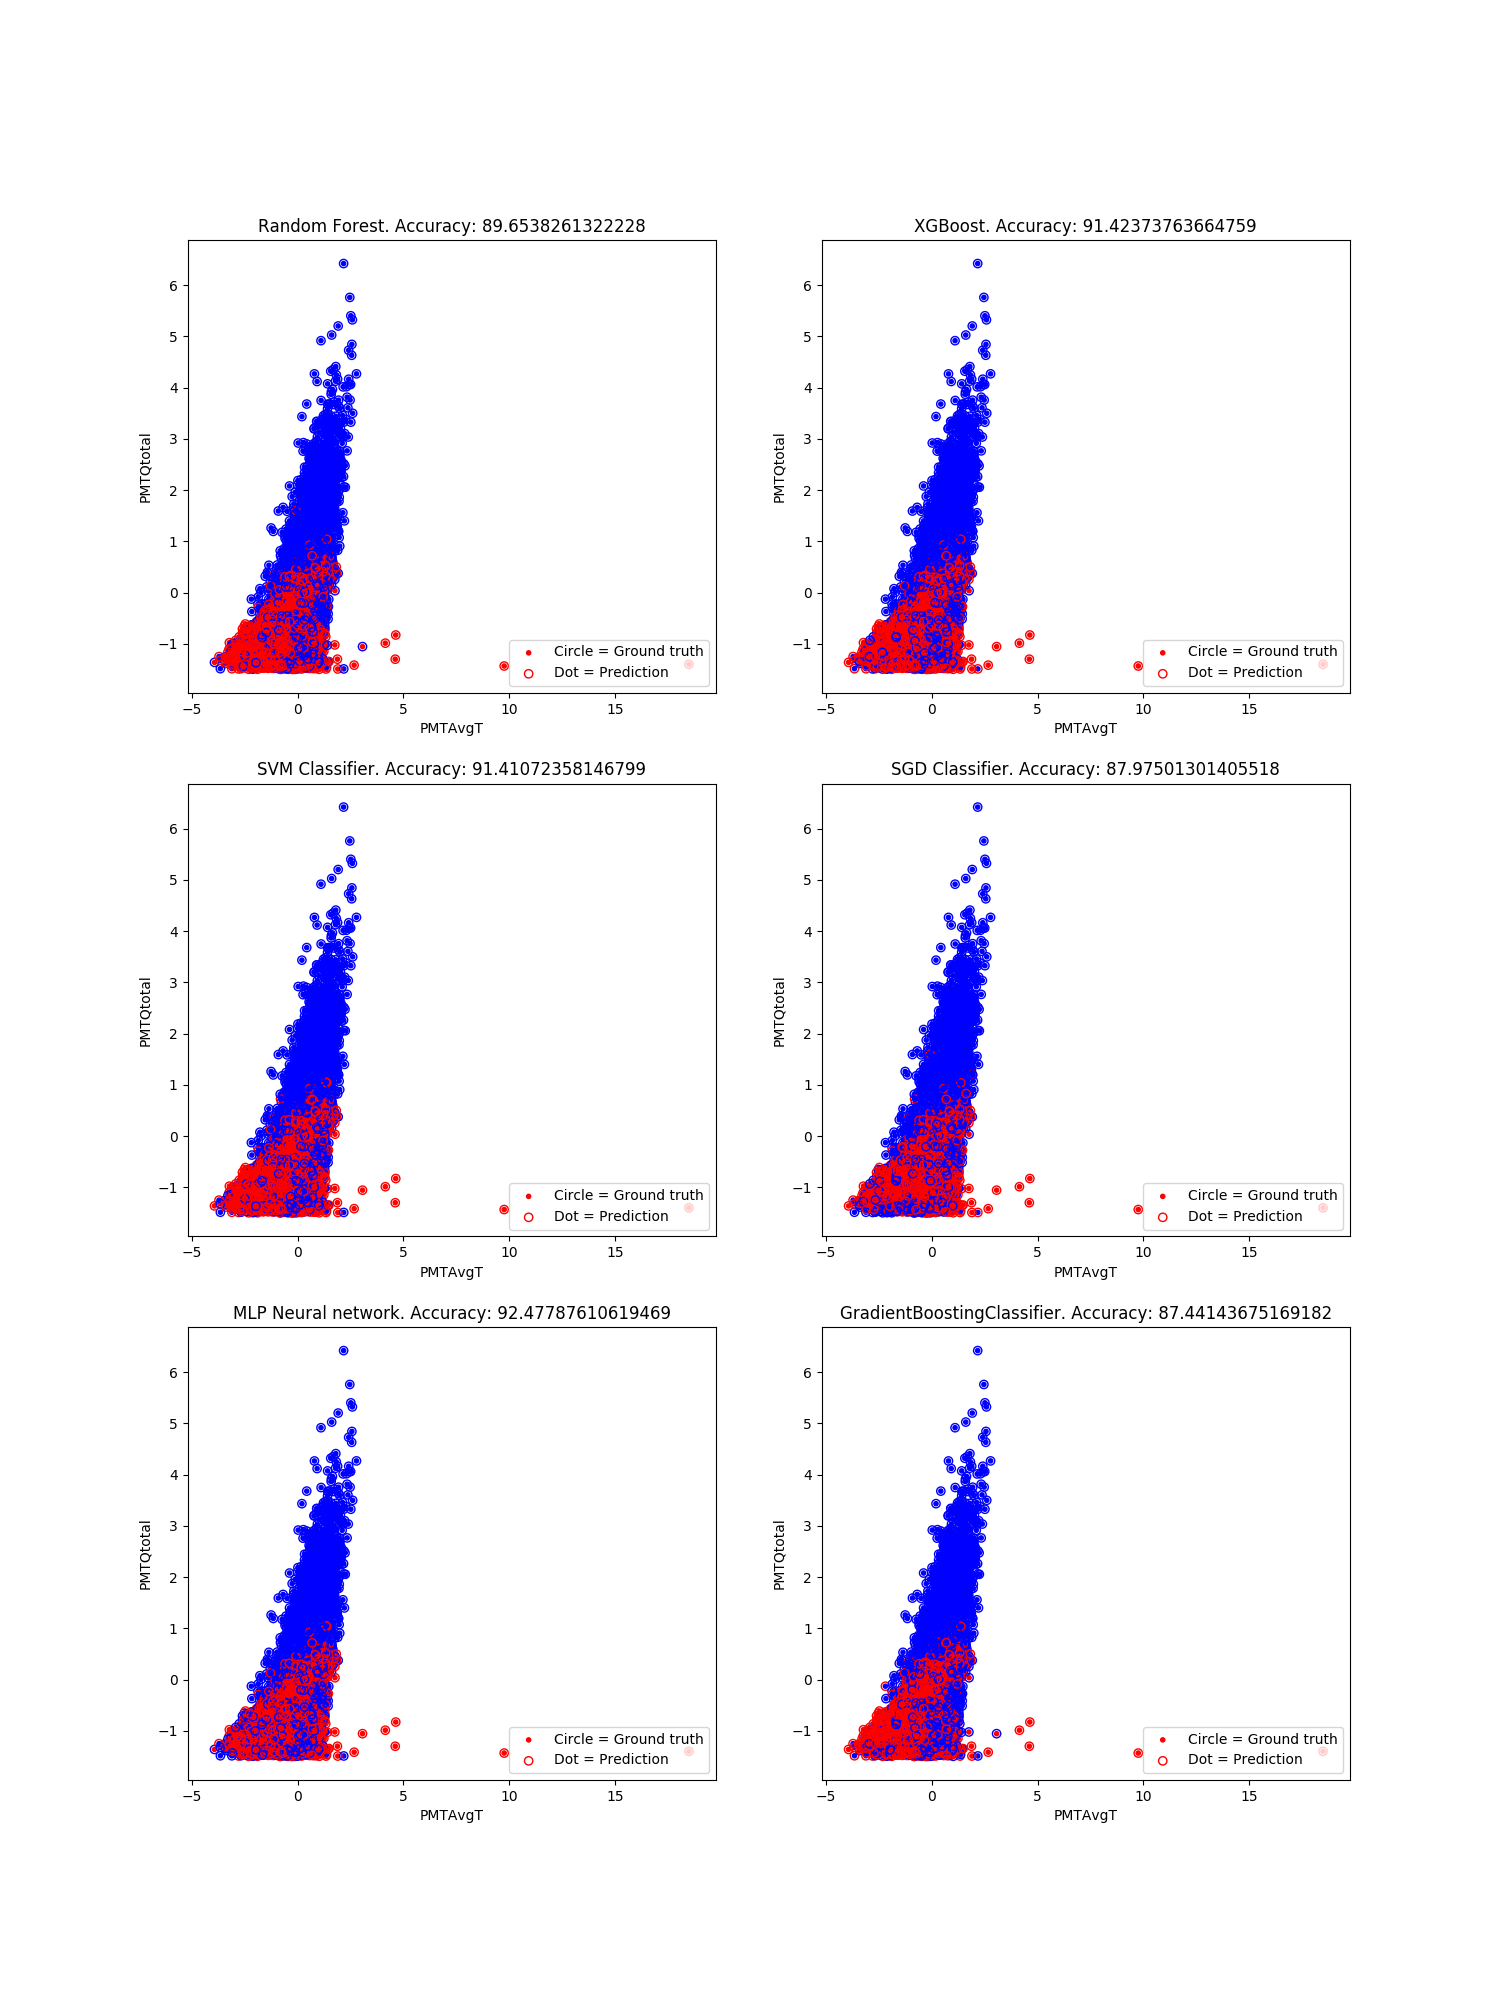 Random Forest. Accuracy: 89.6538261322228
6
5
4
3
2
1
0
−1
PMTQtotal
Circle = Ground truth
Dot = Prediction
−5 0 5 10 15
PMTAvgT
XGBoost. Accuracy: 91.42373763664759
6
5
4
3
2
1
0
−1
PMTQtotal
Circle = Ground truth
Dot = Prediction
−5 0 5 10 15
PMTAvgT
SVM Classifier. Accuracy: 91.41072358146799
6
5
4
3
2
1
0
−1
PMTQtotal
Circle = Ground truth
Dot = Prediction
−5 0 5 10 15
PMTAvgT
SGD Classifier. Accuracy: 87.97501301405518
6
5
4
3
2
1
0
−1
PMTQtotal
Circle = Ground truth
Dot = Prediction
−5 0 5 10 15
PMTAvgT
MLP Neural network. Accuracy: 92.47787610619469
6
5
4
3
2
1
0
−1
PMTQtotal
Circle = Ground truth
Dot = Prediction
−5 0 5 10 15
PMTAvgT
GradientBoostingClassifier. Accuracy: 87.44143675169182
6
5
4
3
2
1
0
−1
PMTQtotal
Circle = Ground truth
Dot = Prediction
−5 0 5 10 15
PMTAvgT